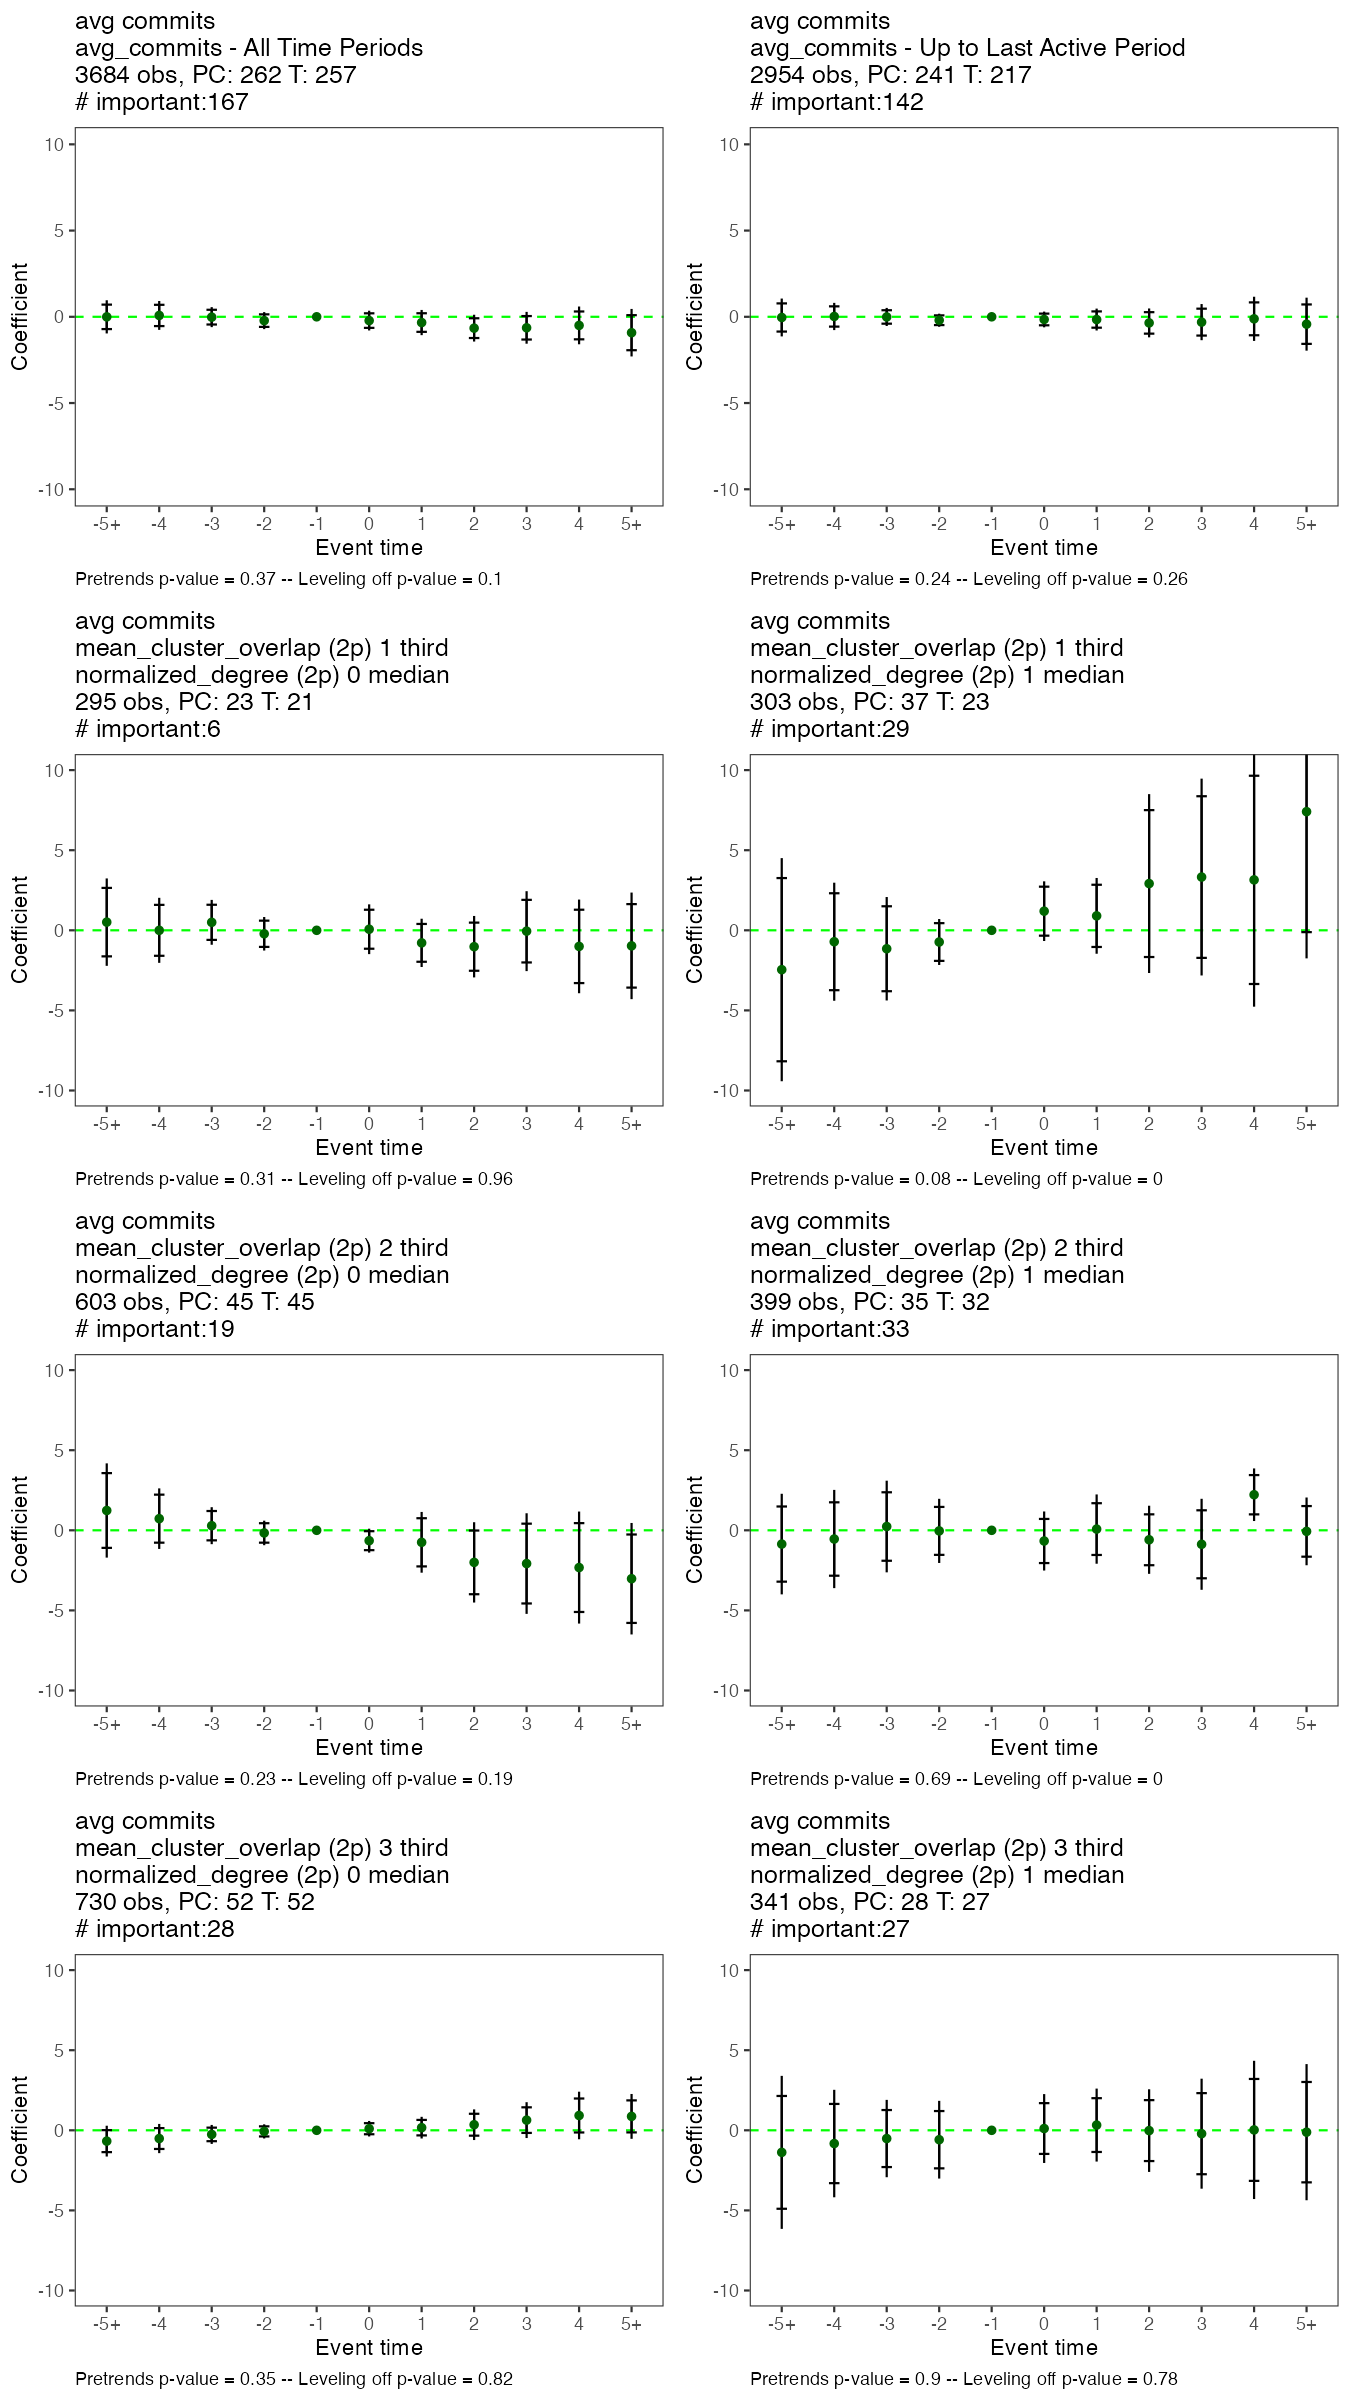 avg commits
avg_commits - All Time Periods
3684 obs, PC: 262 T: 257
# important:167
10
5
0
-5
-10
Coefficient
-5+ -4 -3 -2 -1 0 1 2 3 4 5+
Event time
Pretrends p-value = 0.37 -- Leveling off p-value = 0.1
avg commits
avg_commits - Up to Last Active Period
2954 obs, PC: 241 T: 217
# important:142
10
5
0
-5
-10
Coefficient
-5+ -4 -3 -2 -1 0 1 2 3 4 5+
Event time
Pretrends p-value = 0.24 -- Leveling off p-value = 0.26
avg commits
mean_cluster_overlap (2p) 1 third
normalized_degree (2p) 0 median
295 obs, PC: 23 T: 21
# important:6
10
5
0
-5
-10
Coefficient
-5+ -4 -3 -2 -1 0 1 2 3 4 5+
Event time
Pretrends p-value = 0.31 -- Leveling off p-value = 0.96
avg commits
mean_cluster_overlap (2p) 1 third
normalized_degree (2p) 1 median
303 obs, PC: 37 T: 23
# important:29
10
5
0
-5
-10
Coefficient
-5+ -4 -3 -2 -1 0 1 2 3 4 5+
Event time
Pretrends p-value = 0.08 -- Leveling off p-value = 0
avg commits
mean_cluster_overlap (2p) 2 third
normalized_degree (2p) 0 median
603 obs, PC: 45 T: 45
# important:19
10
5
0
-5
-10
Coefficient
-5+ -4 -3 -2 -1 0 1 2 3 4 5+
Event time
Pretrends p-value = 0.23 -- Leveling off p-value = 0.19
avg commits
mean_cluster_overlap (2p) 2 third
normalized_degree (2p) 1 median
399 obs, PC: 35 T: 32
# important:33
10
5
0
-5
-10
Coefficient
-5+ -4 -3 -2 -1 0 1 2 3 4 5+
Event time
Pretrends p-value = 0.69 -- Leveling off p-value = 0
avg commits
mean_cluster_overlap (2p) 3 third
normalized_degree (2p) 0 median
730 obs, PC: 52 T: 52
# important:28
10
5
0
-5
-10
Coefficient
-5+ -4 -3 -2 -1 0 1 2 3 4 5+
Event time
Pretrends p-value = 0.35 -- Leveling off p-value = 0.82
avg commits
mean_cluster_overlap (2p) 3 third
normalized_degree (2p) 1 median
341 obs, PC: 28 T: 27
# important:27
10
5
0
-5
-10
Coefficient
-5+ -4 -3 -2 -1 0 1 2 3 4 5+
Event time
Pretrends p-value = 0.9 -- Leveling off p-value = 0.78